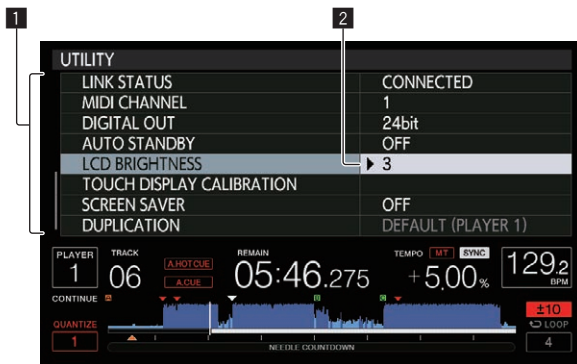 1 2
UTILITY
LINK STATUS CONNECTED
MIDI CHANNEL 1
DIGITAL OUT 24bit
AUTO STANDBY OFF
LCD BRIGHTNESS 3
TOUCH DISPLAY CALIBRATION
SCREEN SAVER OFF
DUPLICATION DEFAULT (PLAYER 1)
PLAYER TRACK REMAIN TEMPO MT SYNC
1 06 A.HOT CUE A.CUE 05:46.275 +5.00% 129.2 BPM
CONTINUE A B C
QUANTIZE ±10
1 LOOP
NEEDLE COUNTDOWN 4